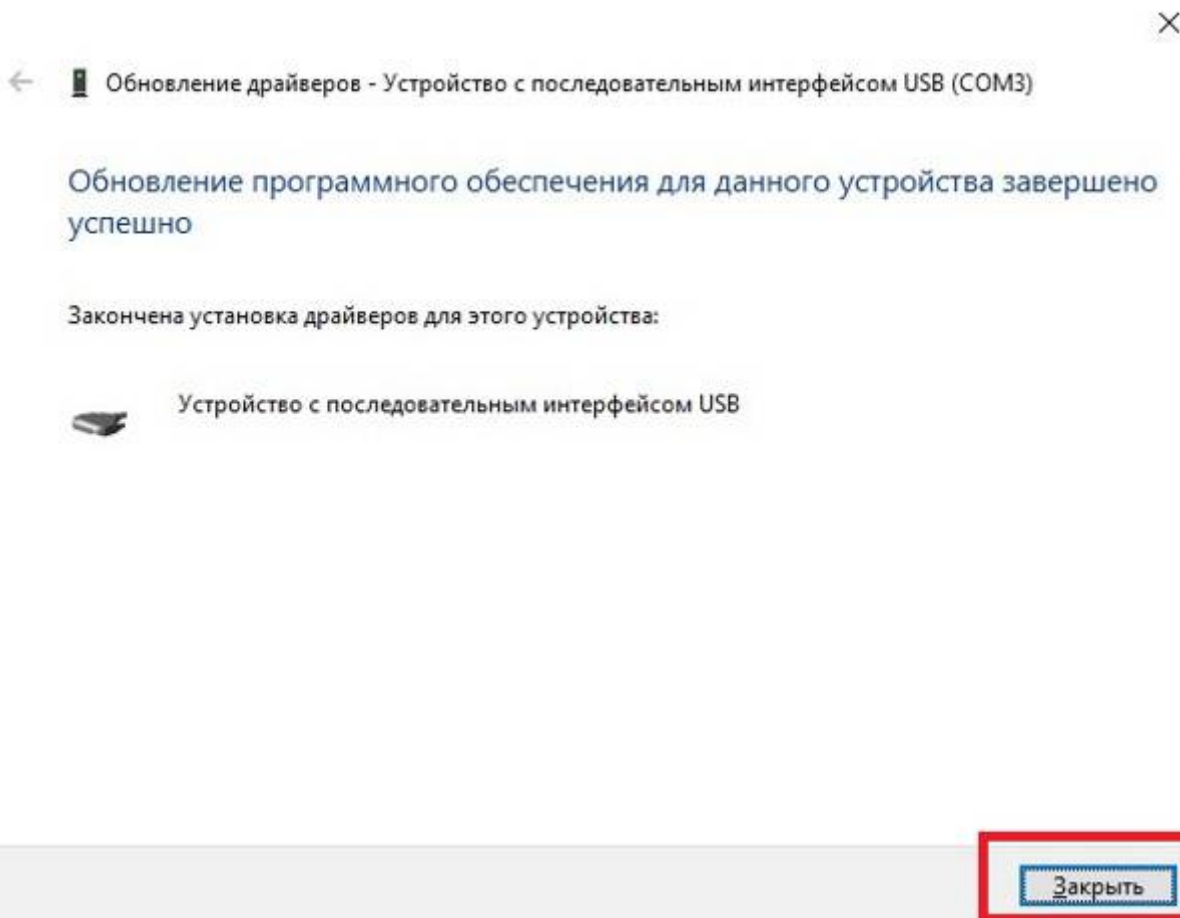 Обновление драйверов - Устройство с последовательным интерфейсом USB (COM3)
Обновление программного обеспечения для данного устройства завершено
успешно
Закончена установка драйверов для этого устройства:
Устройство с последовательным интерфейсом USB
Закрыть